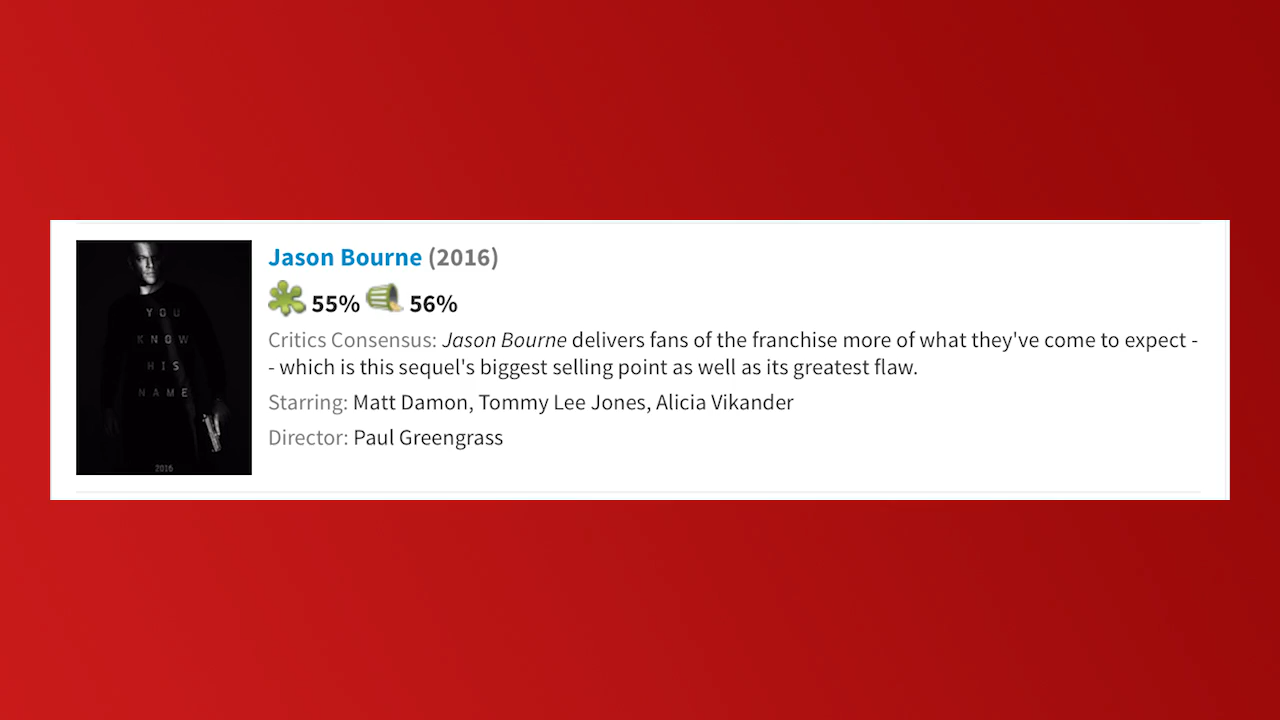 Jason Bourne (2016)
55% 56%
Critics Consensus: Jason Bourne delivers fans of the franchise more of what they've come to expect -
- which is this sequel's biggest selling point as well as its greatest flaw.
Starring: Matt Damon, Tommy Lee Jones, Alicia Vikander
Director: Paul Greengrass
YOU
KNOW
HIS
NAME
2016